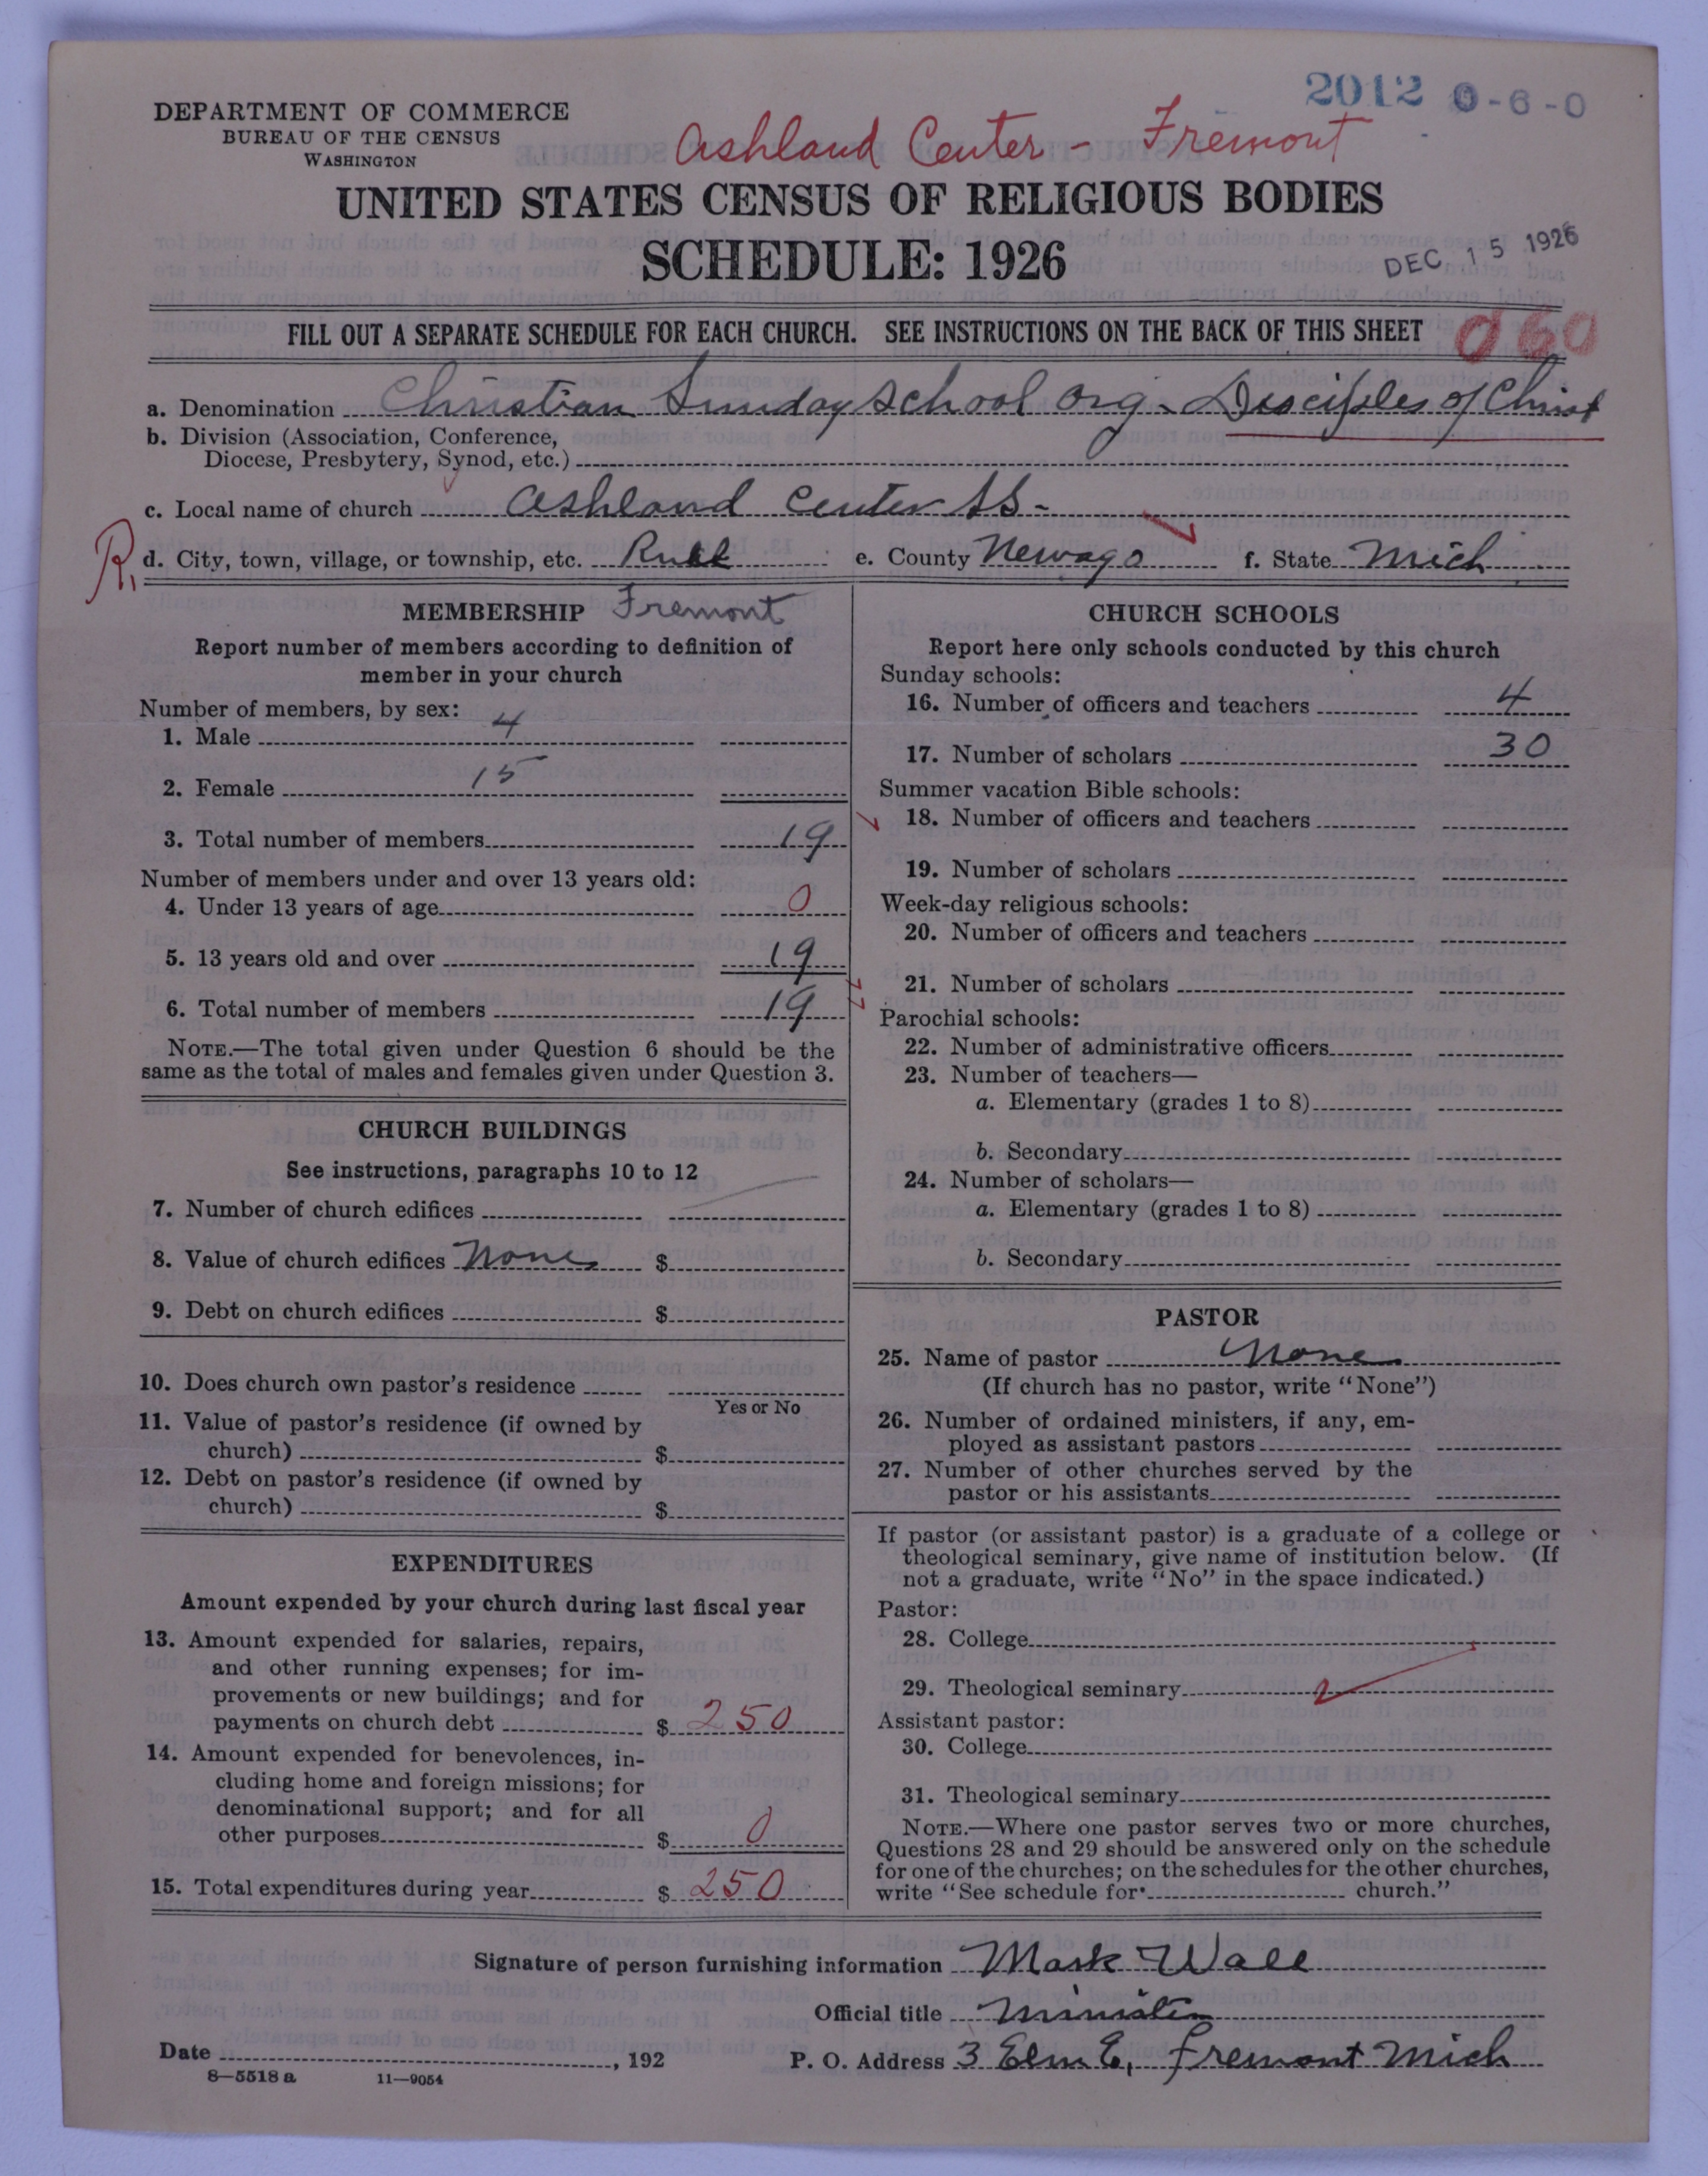 2012 0-6-0
DEPARTMENT OF COMMERCE
BUREAU OF THE CENSUS
WASHINGTON
Ashland Center - Fremont
UNITED STATES CENSUS OF RELIGIOUS BODIES
SCHEDULE: 1926
DEC 15 1926
FILL OUT A SEPARATE SCHEDULE FOR EACH CHURCH. SEE INSTRUCTIONS ON THE BACK OF THIS SHEET
060
a. Denomination Christian Sunday School Org - Disciples of Christ
b. Division (Association, Conference,
Diocese, Presbytery, Synod, etc.)
c. Local name of church Ashland Center SS-
R. d. City, town, village, or township, etc. e. County Newago f. State Mich
MEMBERSHIP Fremont
Report number of members according to definition of
member in your church
Number of members, by sex:
1. Male 4
2. Female 15
3. Total number of members 19
Number of members under and over 13 years old:
4. Under 13 years of age 0
5. 13 years old and over 19
6. Total number of members 19
NOTE.—The total given under Question 6 should be the
same as the total of males and females given under Question 3.
CHURCH BUILDINGS
See instructions, paragraphs 10 to 12
7. Number of church edifices
8. Value of church edifices None $
9. Debt on church edifices $
10. Does church own pastor's residence
Yes or No
11. Value of pastor's residence (if owned by
church) $
12. Debt on pastor's residence (if owned by
church) $
EXPENDITURES
Amount expended by your church during last fiscal year
13. Amount expended for salaries, repairs,
and other running expenses; for im-
provements or new buildings; and for
payments on church debt $ 250
14. Amount expended for benevolences, in-
cluding home and foreign missions; for
denominational support; and for all
other purposes $ 0
15. Total expenditures during year $ 250
CHURCH SCHOOLS
Report here only schools conducted by this church
Sunday schools:
16. Number of officers and teachers 4
17. Number of scholars 30
Summer vacation Bible schools:
18. Number of officers and teachers
19. Number of scholars
Week-day religious schools:
20. Number of officers and teachers
21. Number of scholars
Parochial schools:
22. Number of administrative officers
23. Number of teachers—
a. Elementary (grades 1 to 8)
b. Secondary
24. Number of scholars—
a. Elementary (grades 1 to 8)
b. Secondary
PASTOR
25. Name of pastor None
(If church has no pastor, write "None")
26. Number of ordained ministers, if any, em-
ployed as assistant pastors
27. Number of other churches served by the
pastor or his assistants
If pastor (or assistant pastor) is a graduate of a college or
theological seminary, give name of institution below. (If
not a graduate, write "No" in the space indicated.)
Pastor:
28. College
29. Theological seminary 2
Assistant pastor:
30. College
31. Theological seminary
NOTE.—Where one pastor serves two or more churches,
Questions 28 and 29 should be answered only on the schedule
for one of the churches; on the schedules for the other churches,
write "See schedule for church."
Signature of person furnishing information Mark Wall
Official title Minister
Date , 192 P. O. Address 3 Elm E, Fremont Mich
8—5518 a 11—9054